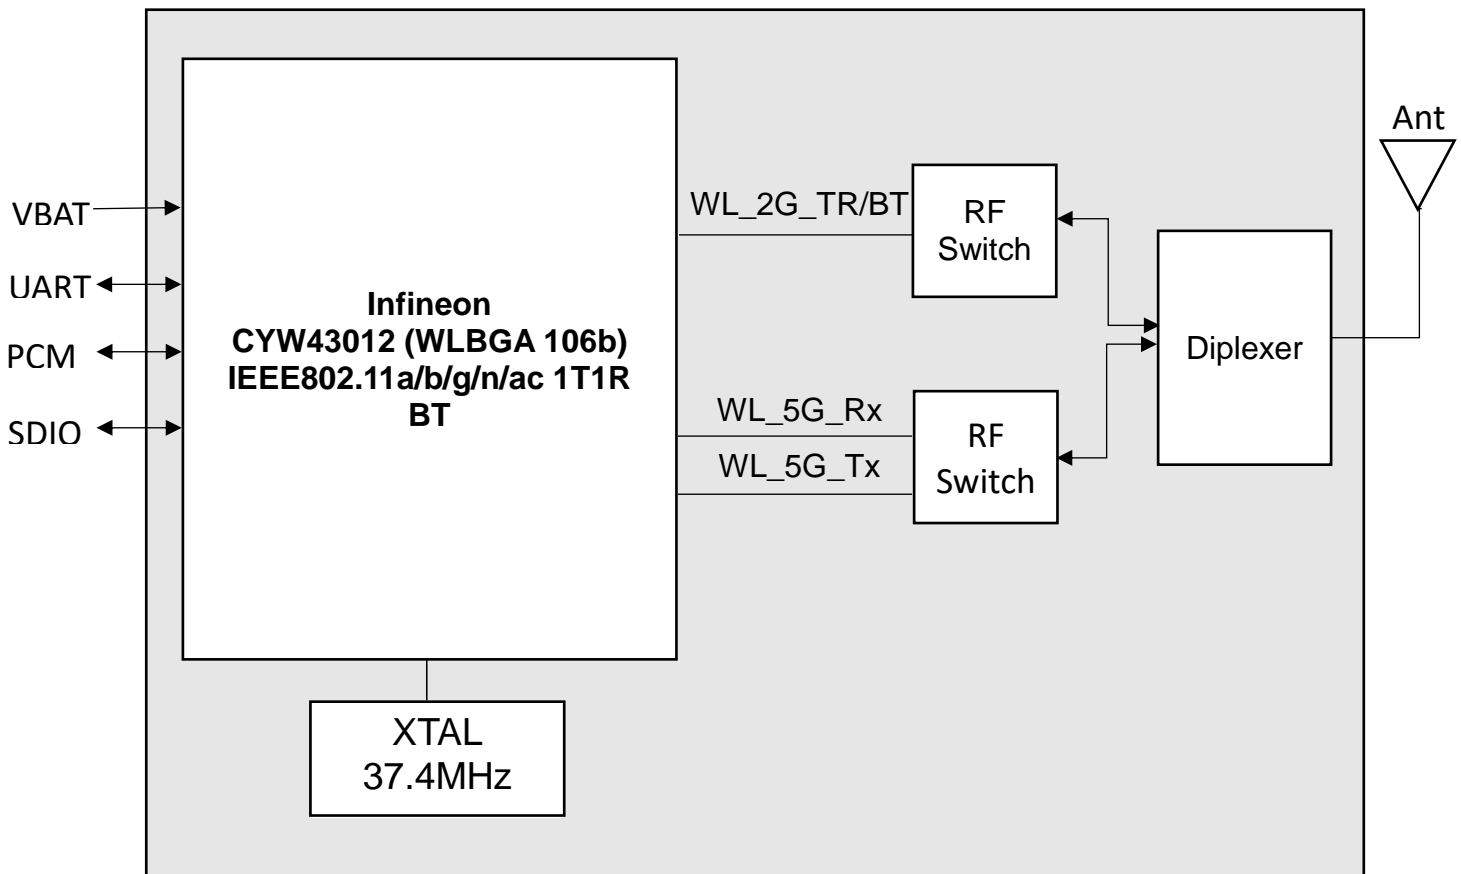 Ant
VBAT
UART
PCM
SDIO
Infineon
CYW43012 (WLBGA 106b)
IEEE802.11a/b/g/n/ac 1T1R
BT
WL_2G_TR/BT
RF
Switch
WL_5G_Rx
WL_5G_Tx
RF
Switch
Diplexer
XTAL
37.4MHz